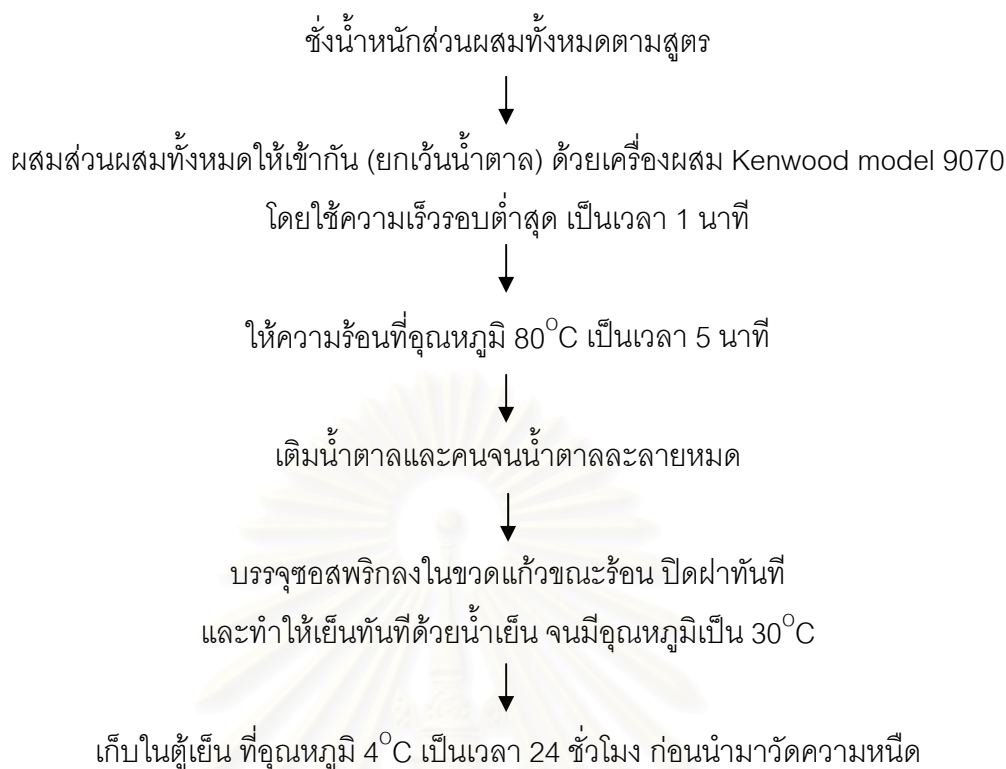 ชั่งน้ำหนักส่วนผสมทั้งหมดตามสูตร
ผสมส่วนผสมทั้งหมดให้เข้ากัน (ยกเว้นน้ำตาล) ด้วยเครื่องผสม Kenwood model 9070
โดยใช้ความเร็วรอบต่ำสุด เป็นเวลา 1 นาที
ให้ความร้อนที่อุณหภูมิ 80°C เป็นเวลา 5 นาที
เติมน้ำตาลและคนจนน้ำตาลละลายหมด
บรรจุซอสพริกลงในขวดแก้วขณะร้อน ปิดฝาทันที
และทำให้เย็นทันทีด้วยน้ำเย็น จนมีอุณหภูมิเป็น 30°C
เก็บในตู้เย็น ที่อุณหภูมิ 4°C เป็นเวลา 24 ชั่วโมง ก่อนนำมาวัดความหนืด